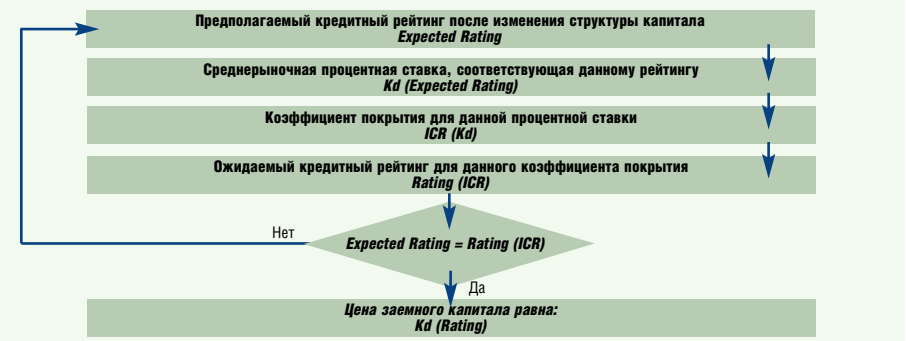 Предполагаемый кредитный рейтинг после изменения структуры капитала
Expected Rating
Среднерыночная процентная ставка, соответствующая данному рейтингу
Kd (Expected Rating)
Коэффициент покрытия для данной процентной ставки
ICR (Kd)
Ожидаемый кредитный рейтинг для данного коэффициента покрытия
Rating (ICR)
Нет
Expected Rating = Rating (ICR)
Да
Цена заемного капитала равна:
Kd (Rating)